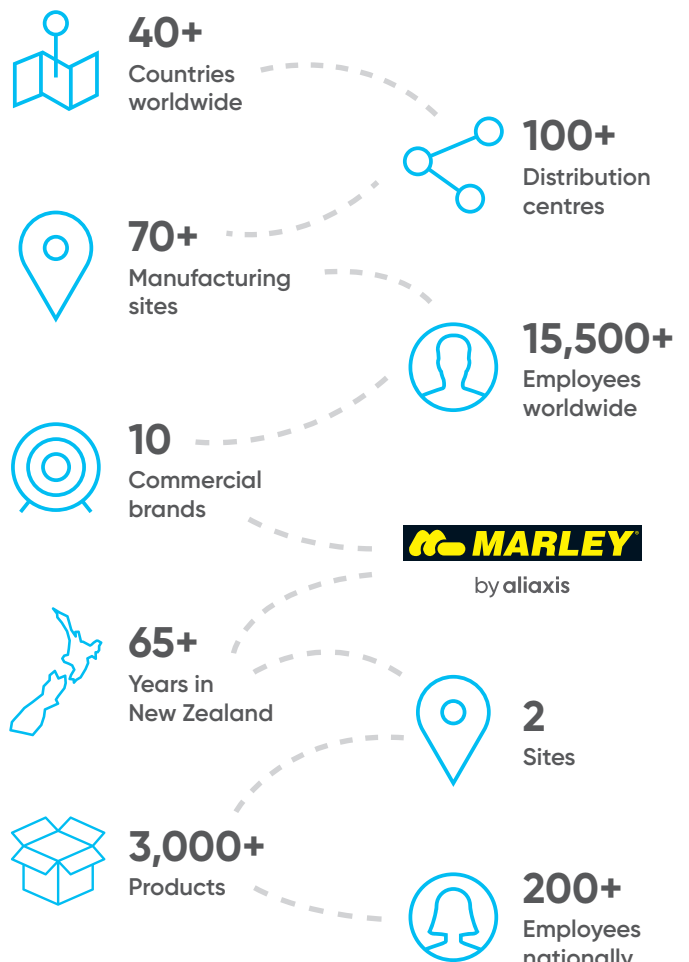 40+
Countries
worldwide
100+
Distribution
centres
70+
Manufacturing
sites
15,500+
Employees
worldwide
10
Commercial
brands
MARLEY®
by aliaxis
65+
Years in
New Zealand
2
Sites
3,000+
Products
200+
Employees
nationally